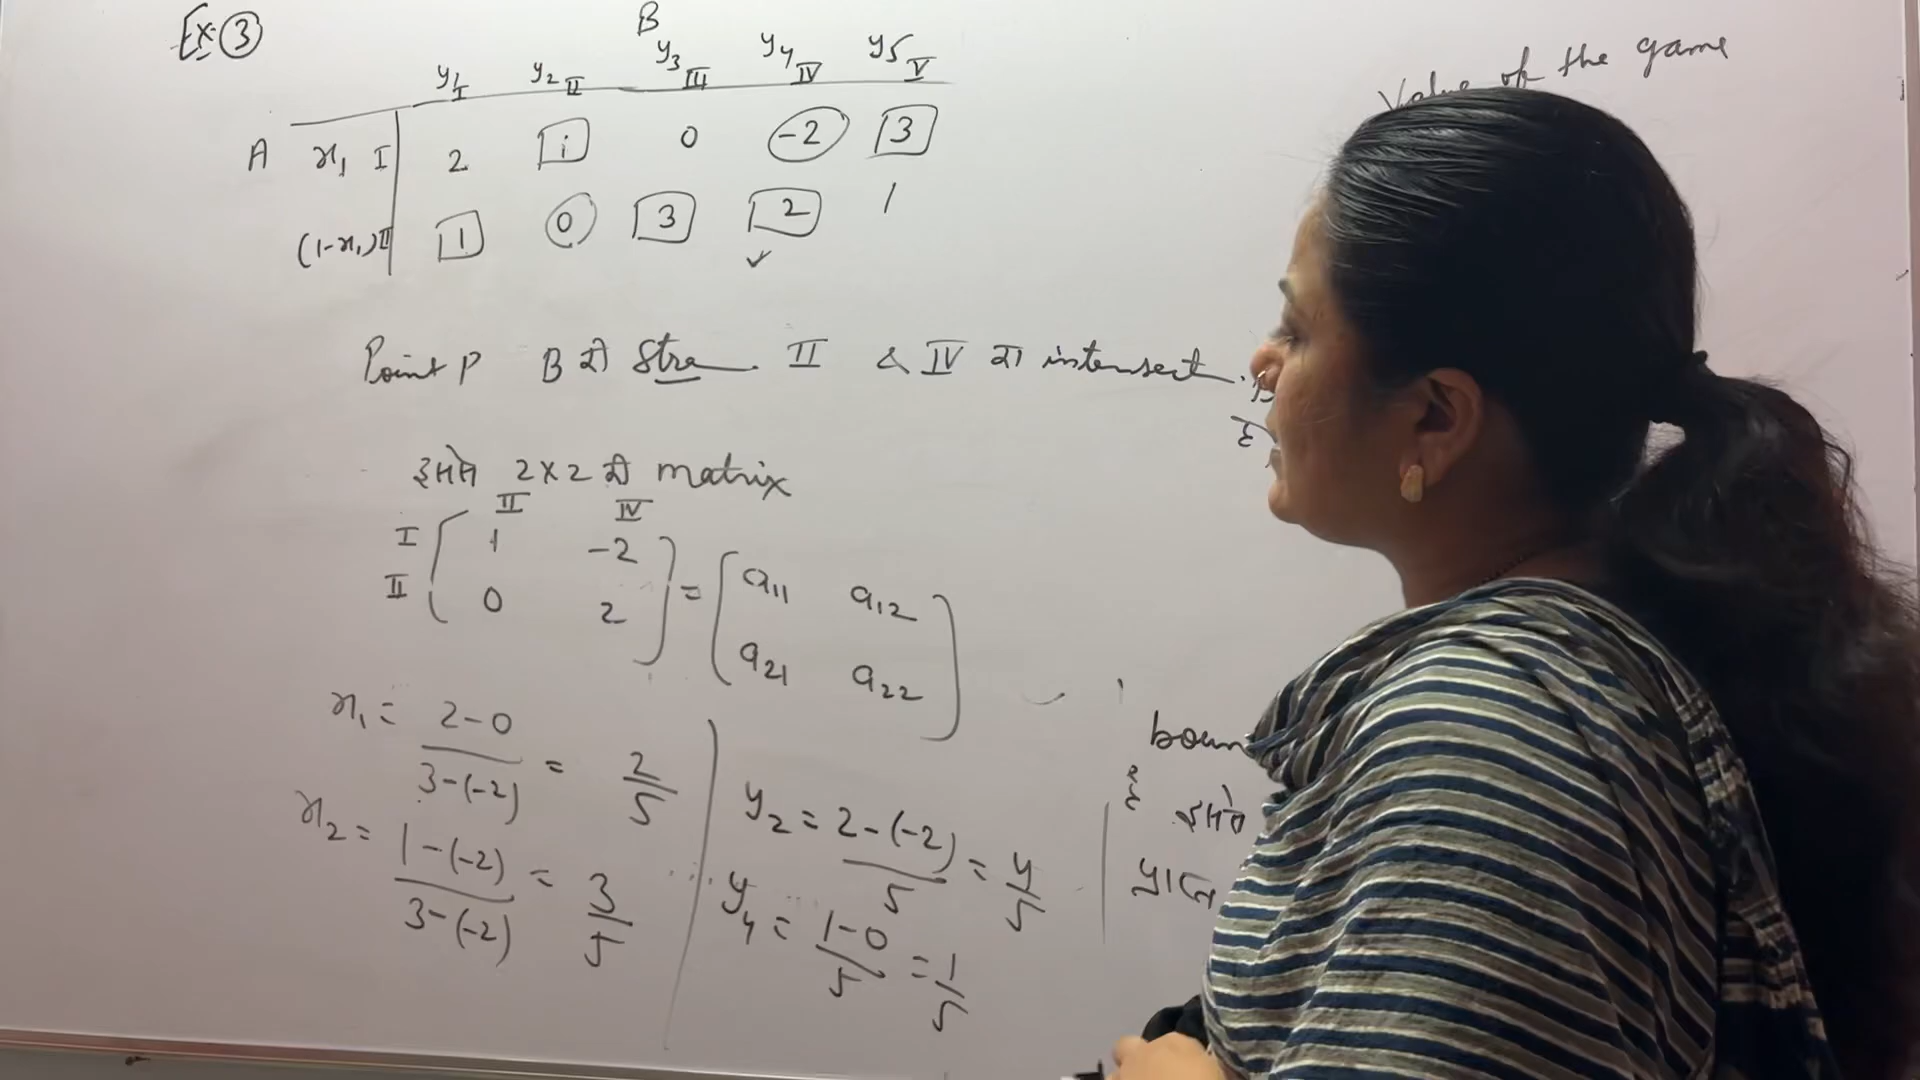 Ex. 3
B
y1 y2 y3 y4 y5
I II III IV V
A x1 I 2 1 0 -2 3
(1-x1) II 1 0 3 2 1 ✓
Value of the game
Point P B ने Stra. II & IV ना intersect.
इससे 2×2 की matrix
II IV
I 1 -2
II 0 2
= a11 a12
a21 a22
x1 = 2-0 / 3-(-2) = 2/5
x2 = 1-(-2) / 3-(-2) = 3/5
y2 = 2-(-2) / 5 = 4/5
y4 = 1-0 / 5 = 1/5
boun